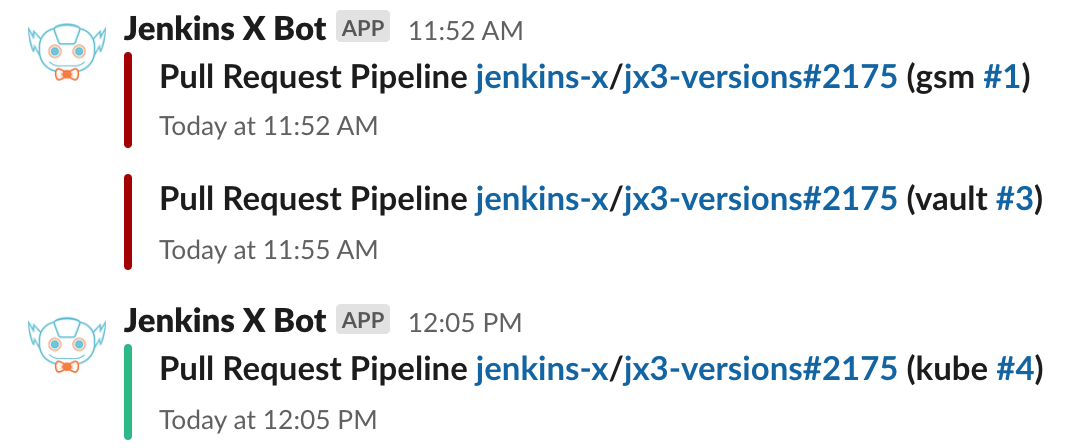 Jenkins X Bot APP 11:52 AM
Pull Request Pipeline jenkins-x/jx3-versions#2175 (gsm #1)
Today at 11:52 AM
Pull Request Pipeline jenkins-x/jx3-versions#2175 (vault #3)
Today at 11:55 AM
Jenkins X Bot APP 12:05 PM
Pull Request Pipeline jenkins-x/jx3-versions#2175 (kube #4)
Today at 12:05 PM